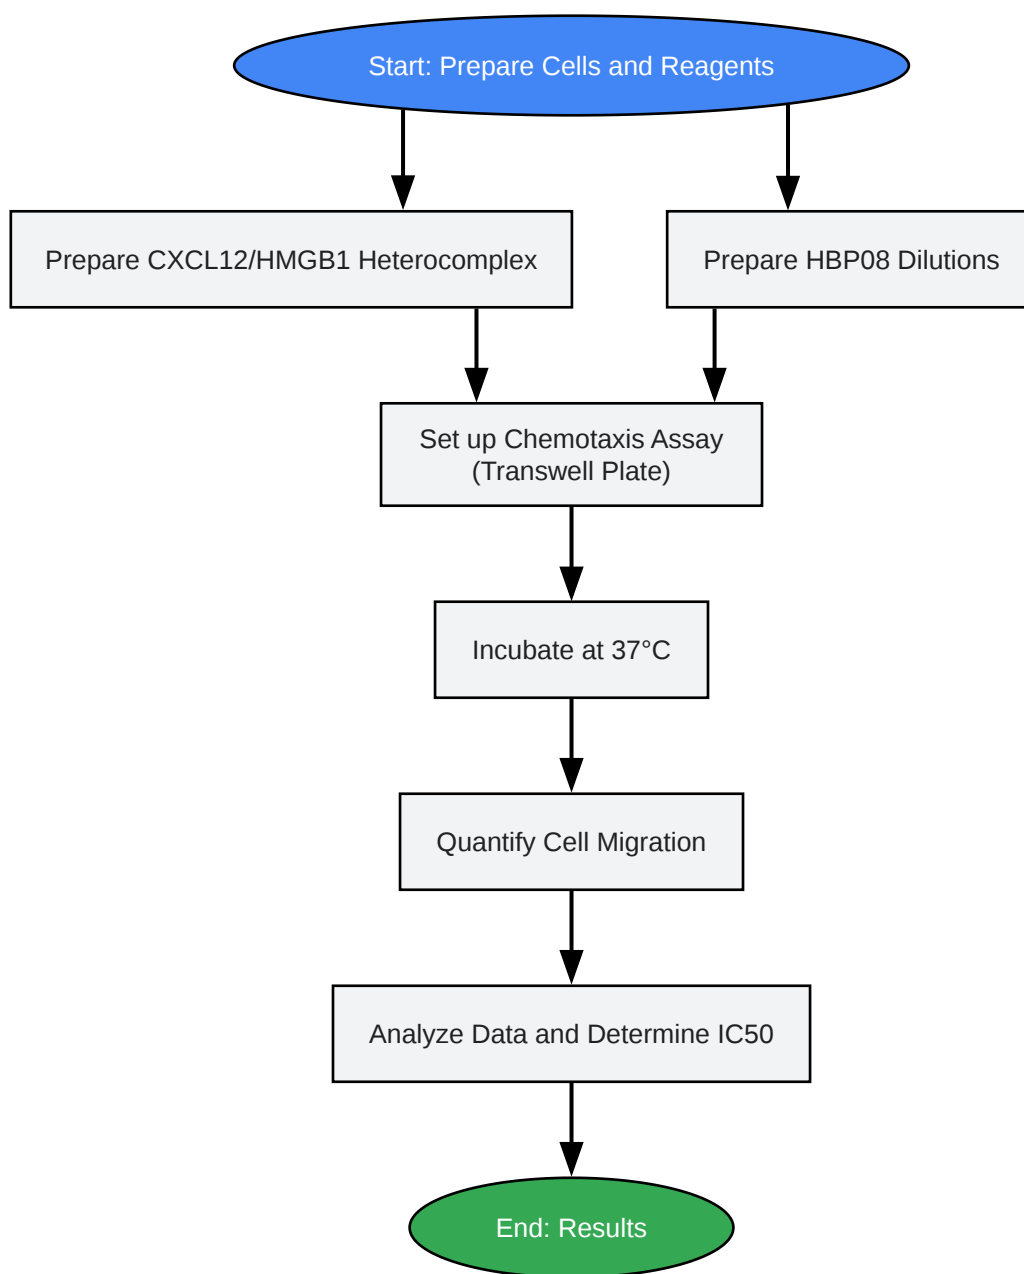 Start: Prepare Cells and Reagents
Prepare CXCL12/HMGB1 Heterocomplex
Prepare HBP08 Dilutions
Set up Chemotaxis Assay
(Transwell Plate)
Incubate at 37°C
Quantify Cell Migration
Analyze Data and Determine IC50
End: Results